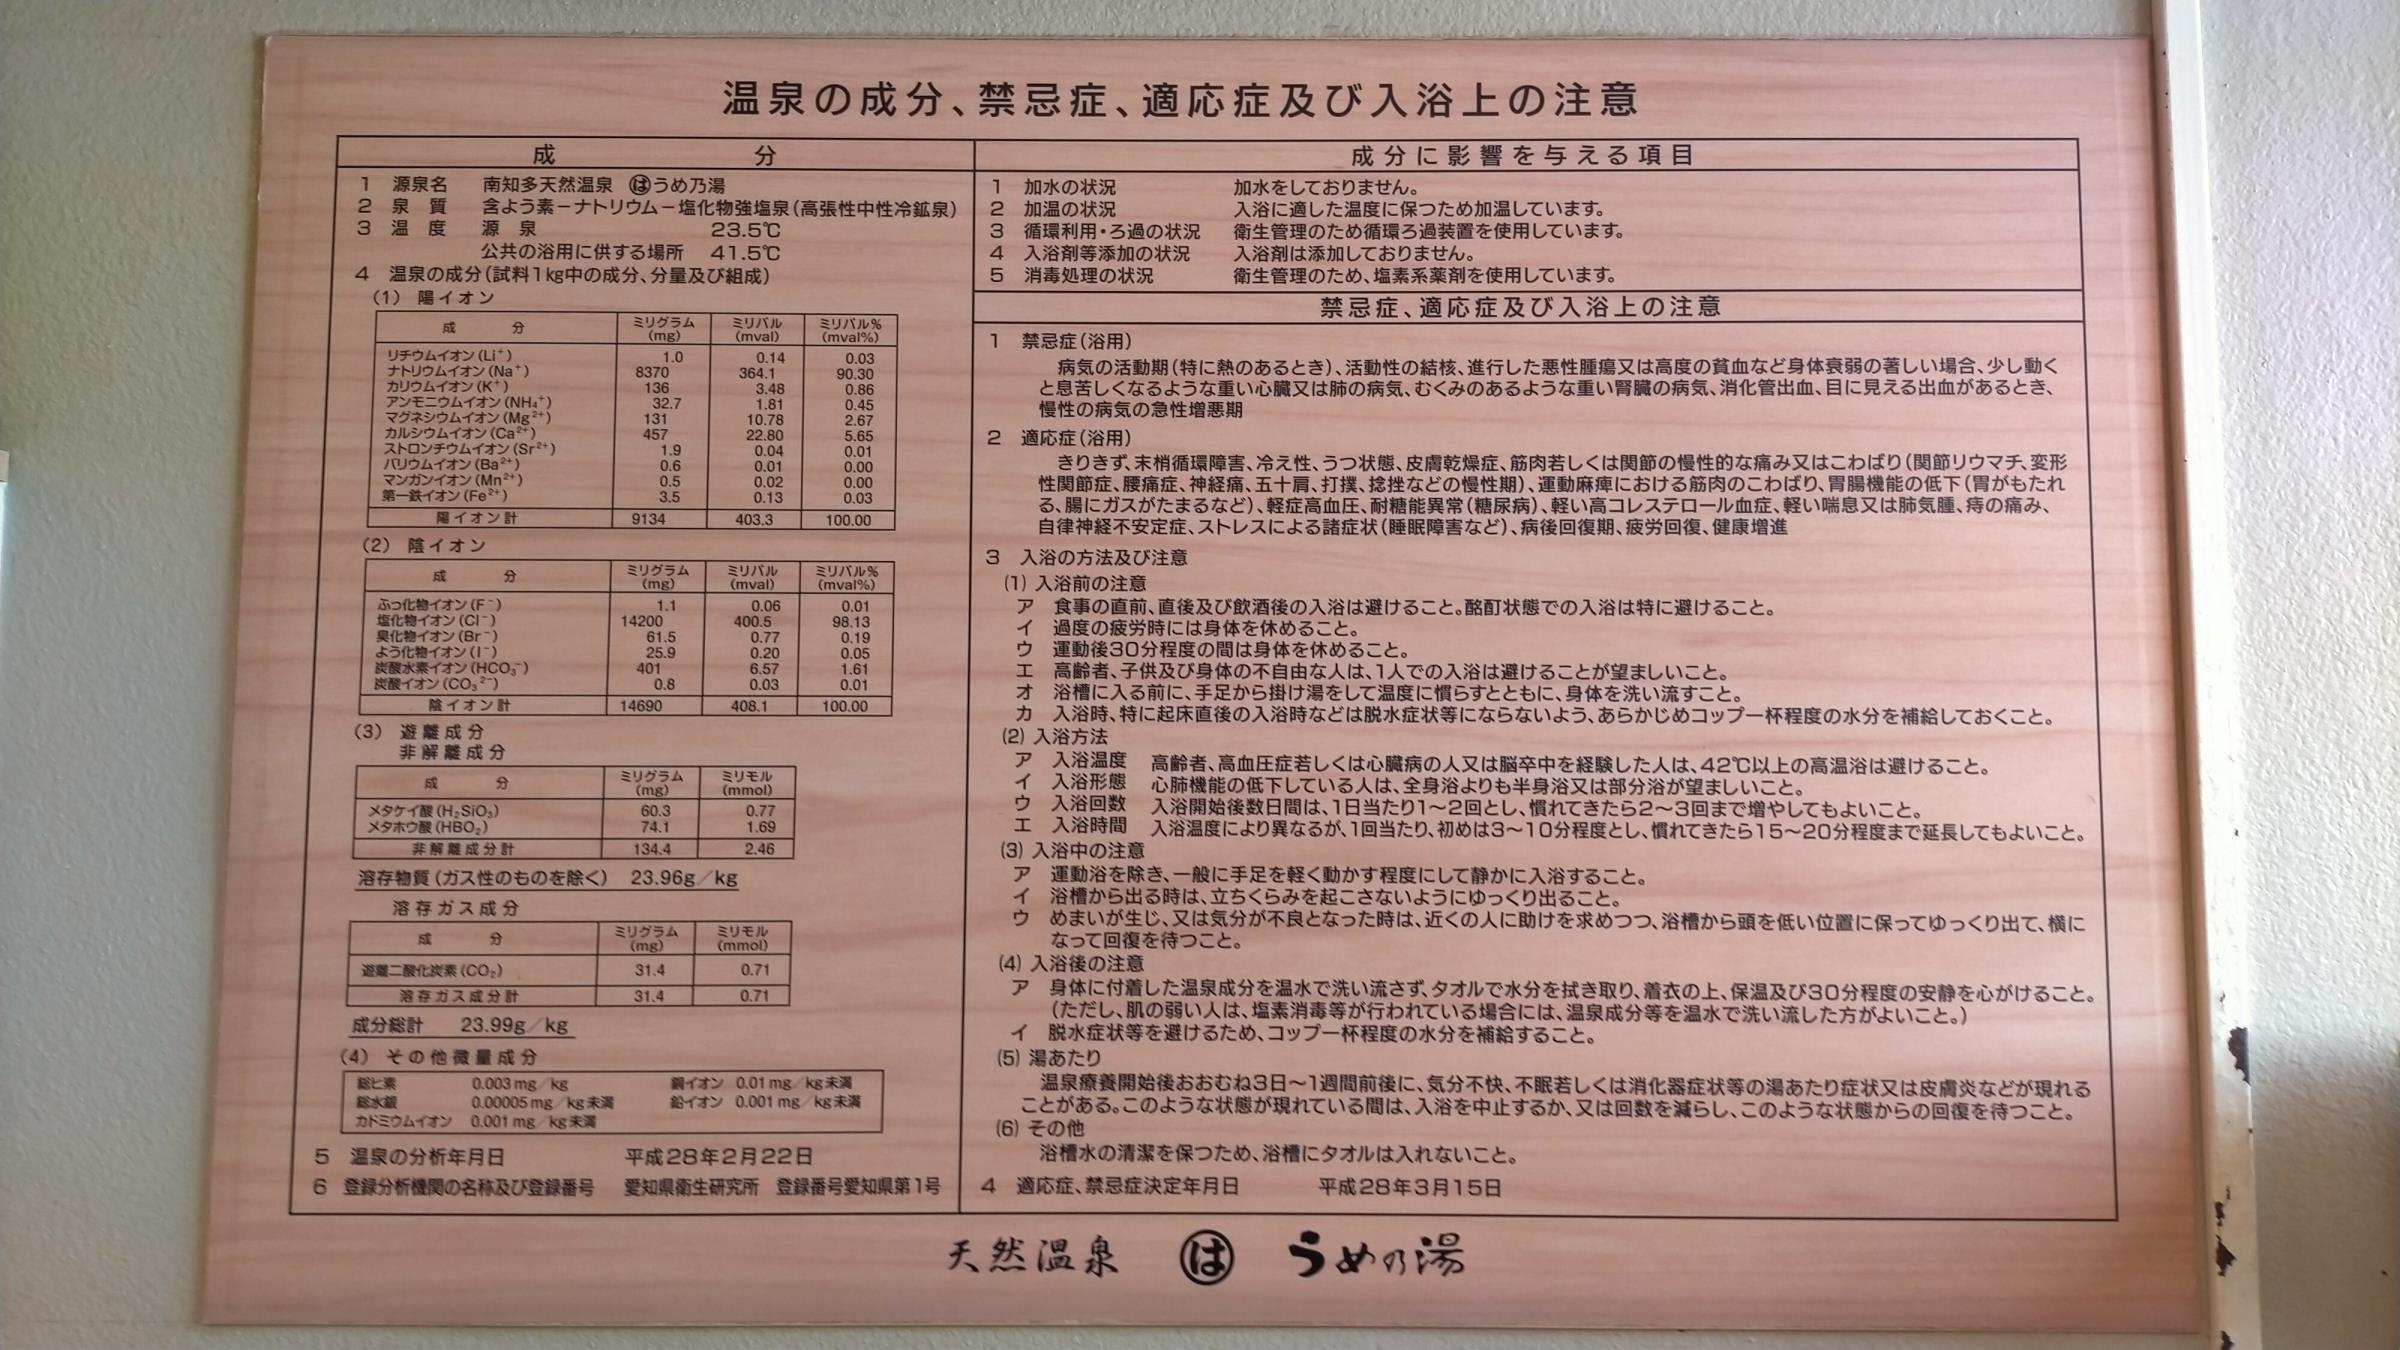 温泉の成分、禁忌症、適応症及び入浴上の注意
成分
1 源泉名 南知多天然温泉 ㋩うめ乃湯
2 泉質 含よう素－ナトリウム－塩化物強塩泉(高張性中性冷鉱泉)
3 温度 源泉 23.5℃
公共の浴用に供する場所 41.5℃
4 温泉の成分(試料1kg中の成分、分量及び組成)
(1) 陽イオン
成分 ミリグラム(mg) ミリバル(mval) ミリバル%(mval%)
リチウムイオン(Li⁺) 1.0 0.14 0.03
ナトリウムイオン(Na⁺) 8370 364.1 90.30
カリウムイオン(K⁺) 136 3.48 0.86
アンモニウムイオン(NH₄⁺) 32.7 1.81 0.45
マグネシウムイオン(Mg²⁺) 131 10.78 2.67
カルシウムイオン(Ca²⁺) 457 22.80 5.65
ストロンチウムイオン(Sr²⁺) 1.9 0.04 0.01
バリウムイオン(Ba²⁺) 0.6 0.01 0.00
マンガンイオン(Mn²⁺) 0.5 0.02 0.00
第一鉄イオン(Fe²⁺) 3.5 0.13 0.03
陽イオン計 9134 403.3 100.00
(2) 陰イオン
成分 ミリグラム(mg) ミリバル(mval) ミリバル%(mval%)
ふっ化物イオン(F⁻) 1.1 0.06 0.01
塩化物イオン(Cl⁻) 14200 400.5 98.13
臭化物イオン(Br⁻) 61.5 0.77 0.19
よう化物イオン(I⁻) 25.9 0.20 0.05
炭酸水素イオン(HCO₃⁻) 401 6.57 1.61
炭酸イオン(CO₃²⁻) 0.8 0.03 0.01
陰イオン計 14690 408.1 100.00
(3) 遊離成分
非解離成分
成分 ミリグラム(mg) ミリモル(mmol)
メタケイ酸(H₂SiO₃) 60.3 0.77
メタホウ酸(HBO₂) 74.1 1.69
非解離成分計 134.4 2.46
溶存物質(ガス性のものを除く) 23.96g／kg
溶存ガス成分
成分 ミリグラム(mg) ミリモル(mmol)
遊離二酸化炭素(CO₂) 31.4 0.71
溶存ガス成分計 31.4 0.71
成分総計 23.99g／kg
(4) その他微量成分
総ヒ素 0.003mg／kg 銅イオン 0.01mg／kg未満
総水銀 0.00005mg／kg未満 鉛イオン 0.001mg／kg未満
カドミウムイオン 0.001mg／kg未満
5 温泉の分析年月日 平成28年2月22日
6 登録分析機関の名称及び登録番号 愛知県衛生研究所 登録番号愛知県第1号
成分に影響を与える項目
1 加水の状況 加水をしておりません。
2 加温の状況 入浴に適した温度に保つため加温しています。
3 循環利用・ろ過の状況 衛生管理のため循環ろ過装置を使用しています。
4 入浴剤等添加の状況 入浴剤は添加しておりません。
5 消毒処理の状況 衛生管理のため、塩素系薬剤を使用しています。
禁忌症、適応症及び入浴上の注意
1 禁忌症(浴用)
病気の活動期(特に熱のあるとき)、活動性の結核、進行した悪性腫瘍又は高度の貧血など身体衰弱の著しい場合、少し動く
と息苦しくなるような重い心臓又は肺の病気、むくみのあるような重い腎臓の病気、消化管出血、目に見える出血があるとき、
慢性の病気の急性増悪期
2 適応症(浴用)
きりきず、末梢循環障害、冷え性、うつ状態、皮膚乾燥症、筋肉若しくは関節の慢性的な痛み又はこわばり(関節リウマチ、変形
性関節症、腰痛症、神経痛、五十肩、打撲、捻挫などの慢性期)、運動麻痺における筋肉のこわばり、胃腸機能の低下(胃がもたれ
る、腸にガスがたまるなど)、軽症高血圧、耐糖能異常(糖尿病)、軽い高コレステロール血症、軽い喘息又は肺気腫、痔の痛み、
自律神経不安定症、ストレスによる諸症状(睡眠障害など)、病後回復期、疲労回復、健康増進
3 入浴の方法及び注意
(1) 入浴前の注意
ア 食事の直前、直後及び飲酒後の入浴は避けること。酩酊状態での入浴は特に避けること。
イ 過度の疲労時には身体を休めること。
ウ 運動後30分程度の間は身体を休めること。
エ 高齢者、子供及び身体の不自由な人は、1人での入浴は避けることが望ましいこと。
オ 浴槽に入る前に、手足から掛け湯をして温度に慣らすとともに、身体を洗い流すこと。
カ 入浴時、特に起床直後の入浴時などは脱水症状等にならないよう、あらかじめコップ一杯程度の水分を補給しておくこと。
(2) 入浴方法
ア 入浴温度 高齢者、高血圧症若しくは心臓病の人又は脳卒中を経験した人は、42℃以上の高温浴は避けること。
イ 入浴形態 心肺機能の低下している人は、全身浴よりも半身浴又は部分浴が望ましいこと。
ウ 入浴回数 入浴開始後数日間は、1日当たり1～2回とし、慣れてきたら2～3回まで増やしてもよいこと。
エ 入浴時間 入浴温度により異なるが、1回当たり、初めは3～10分程度とし、慣れてきたら15～20分程度まで延長してもよいこと。
(3) 入浴中の注意
ア 運動浴を除き、一般に手足を軽く動かす程度にして静かに入浴すること。
イ 浴槽から出る時は、立ちくらみを起こさないようにゆっくり出ること。
ウ めまいが生じ、又は気分が不良となった時は、近くの人に助けを求めつつ、浴槽から頭を低い位置に保ってゆっくり出て、横に
なって回復を待つこと。
(4) 入浴後の注意
ア 身体に付着した温泉成分を温水で洗い流さず、タオルで水分を拭き取り、着衣の上、保温及び30分程度の安静を心がけること。
(ただし、肌の弱い人は、塩素消毒等が行われている場合には、温泉成分等を温水で洗い流した方がよいこと。)
イ 脱水症状等を避けるため、コップ一杯程度の水分を補給すること。
(5) 湯あたり
温泉療養開始後おおむね3日～1週間前後に、気分不快、不眠若しくは消化器症状等の湯あたり症状又は皮膚炎などが現れる
ことがある。このような状態が現れている間は、入浴を中止するか、又は回数を減らし、このような状態からの回復を待つこと。
(6) その他
浴槽水の清潔を保つため、浴槽にタオルは入れないこと。
4 適応症、禁忌症決定年月日 平成28年3月15日
天然温泉 は うめ乃湯